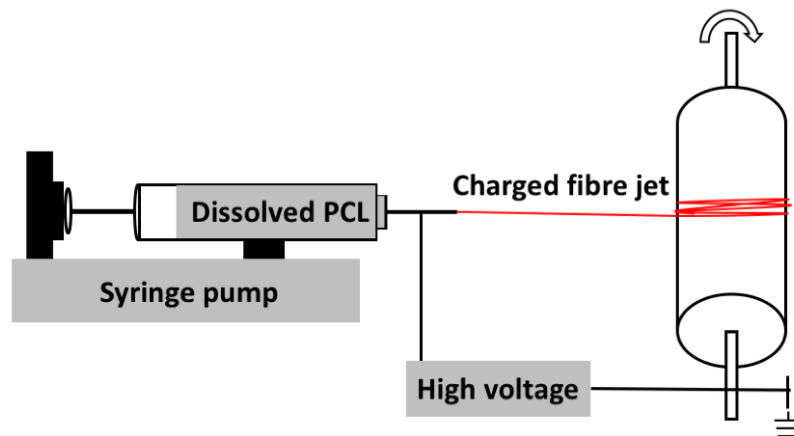 Charged fibre jet
Dissolved PCL
Syringe pump
High voltage